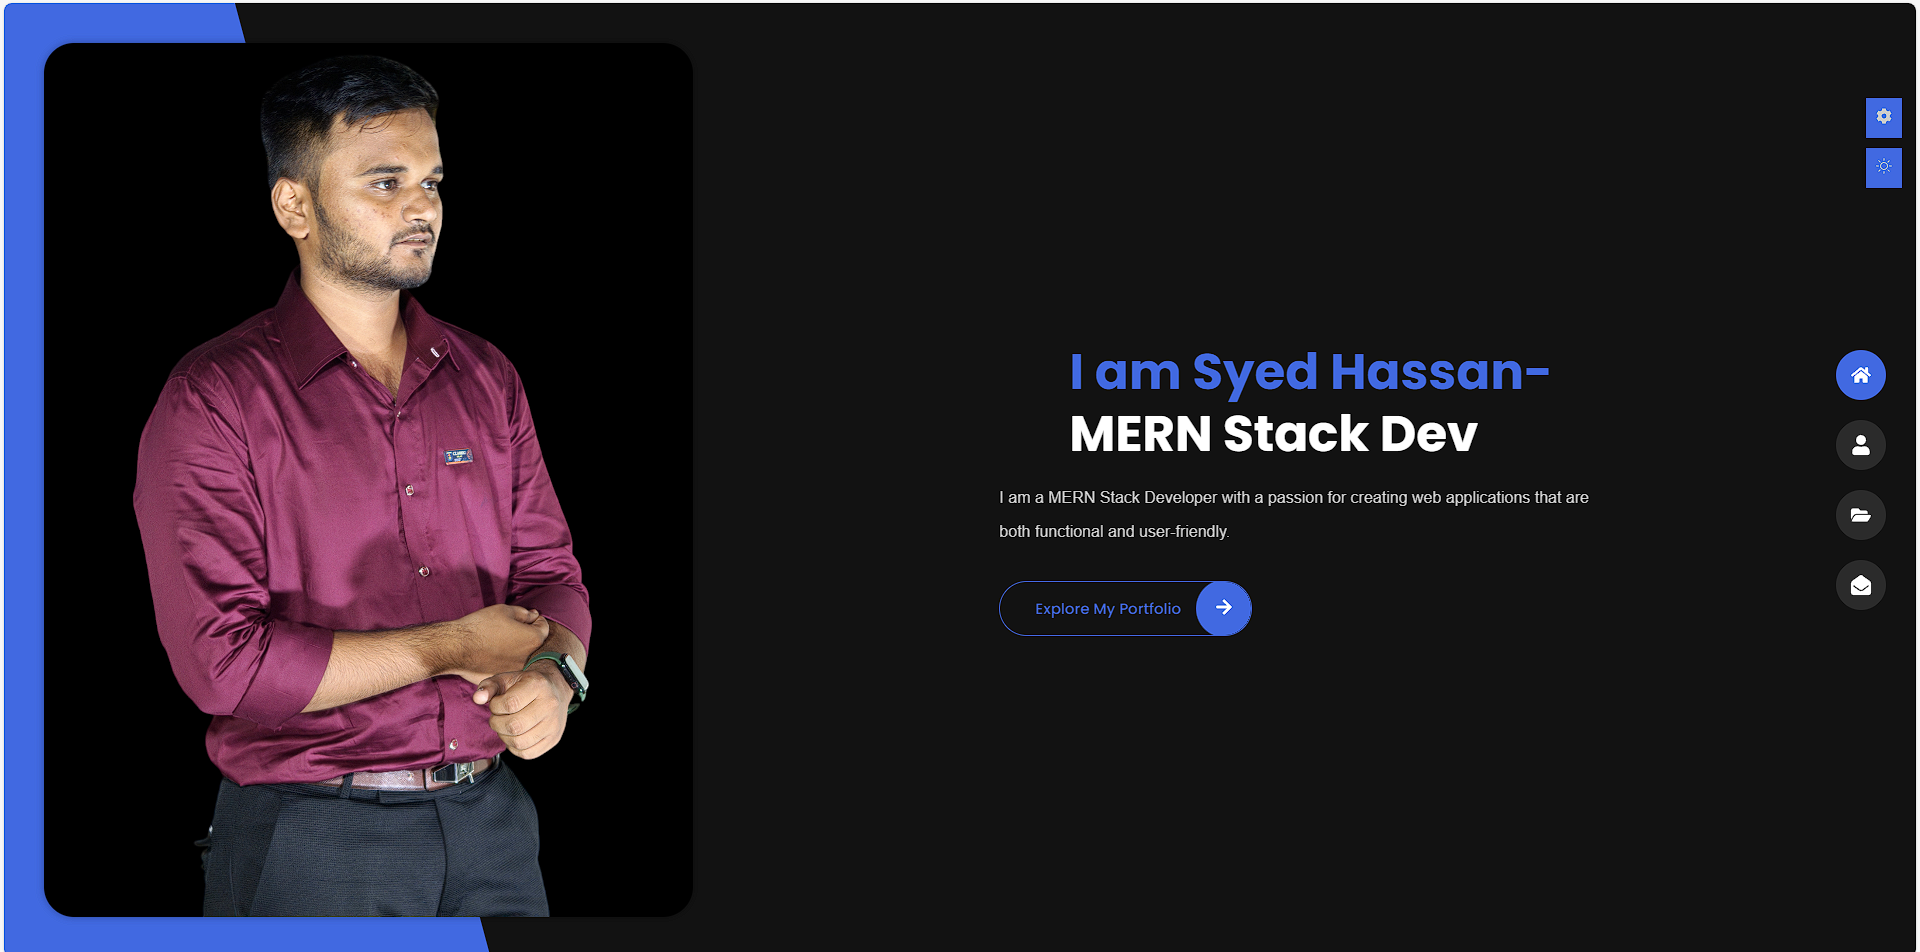 I am Syed Hassan-
MERN Stack Dev
I am a MERN Stack Developer with a passion for creating web applications that are
both functional and user-friendly.
Explore My Portfolio